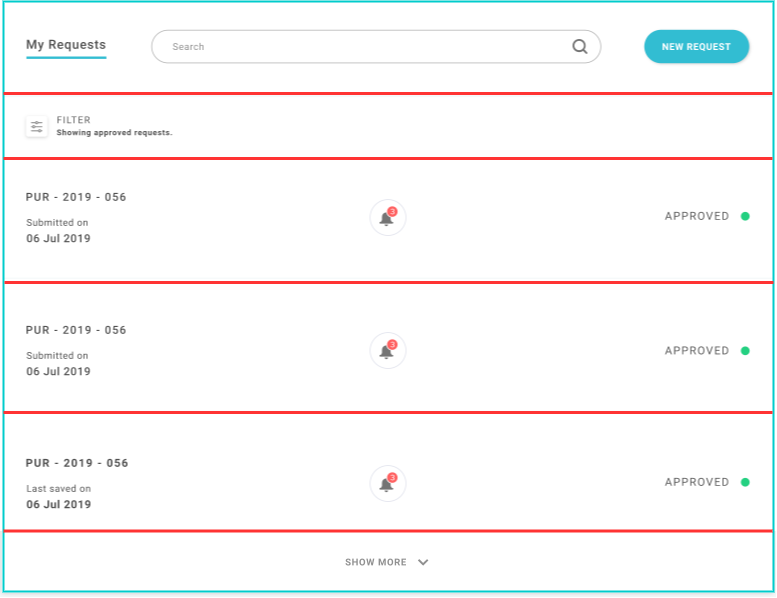 My Requests
Search
NEW REQUEST
FILTER
Showing approved requests.
PUR - 2019 - 056
Submitted on
06 Jul 2019
3
APPROVED
PUR - 2019 - 056
Submitted on
06 Jul 2019
3
APPROVED
PUR - 2019 - 056
Last saved on
06 Jul 2019
3
APPROVED
SHOW MORE